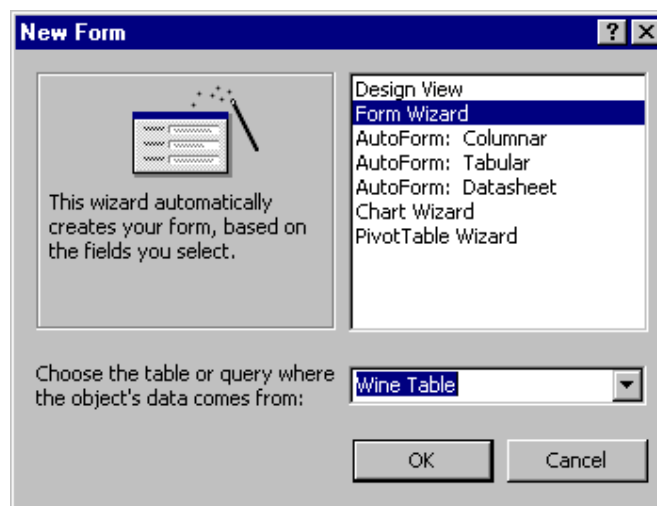 New Form
Design View
Form Wizard
AutoForm: Columnar
AutoForm: Tabular
AutoForm: Datasheet
Chart Wizard
PivotTable Wizard
This wizard automatically
creates your form, based on
the fields you select.
Choose the table or query where
the object's data comes from:
Wine Table
OK
Cancel